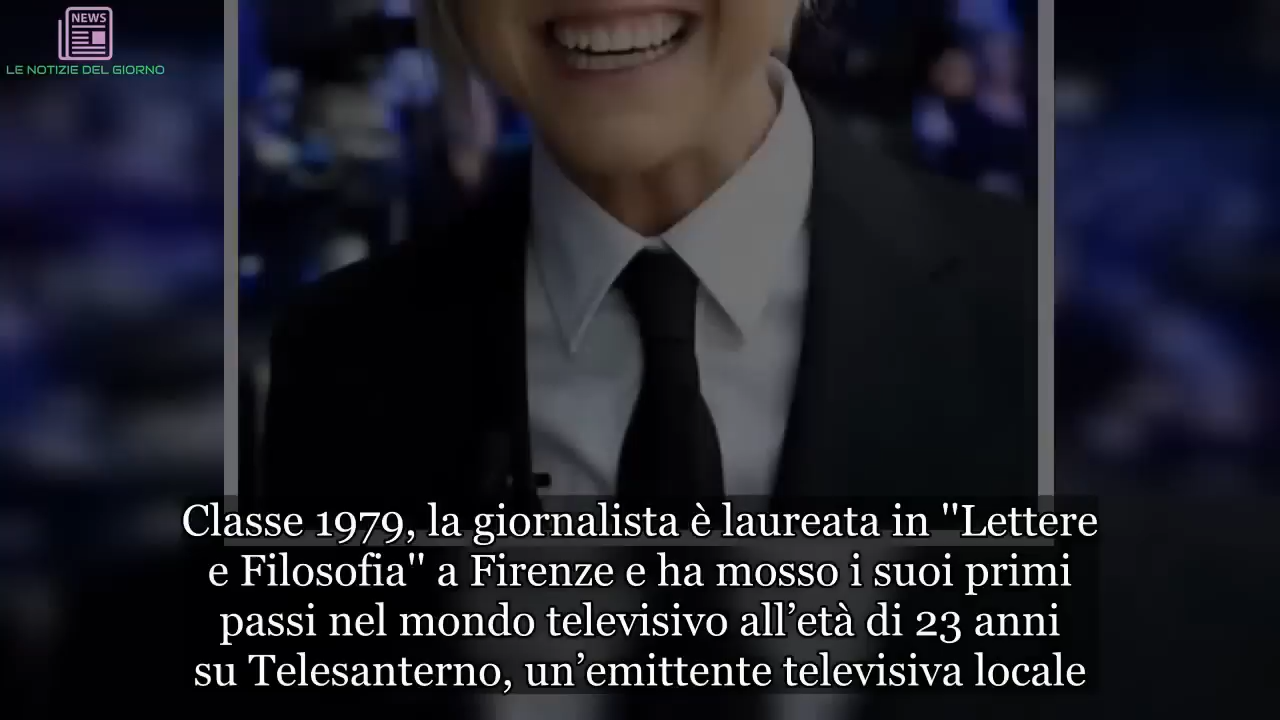 NEWS
LE NOTIZIE DEL GIORNO
Classe 1979, la giornalista è laureata in "Lettere
e Filosofia" a Firenze e ha mosso i suoi primi
passi nel mondo televisivo all’età di 23 anni
su Telesanterno, un’emittente televisiva locale